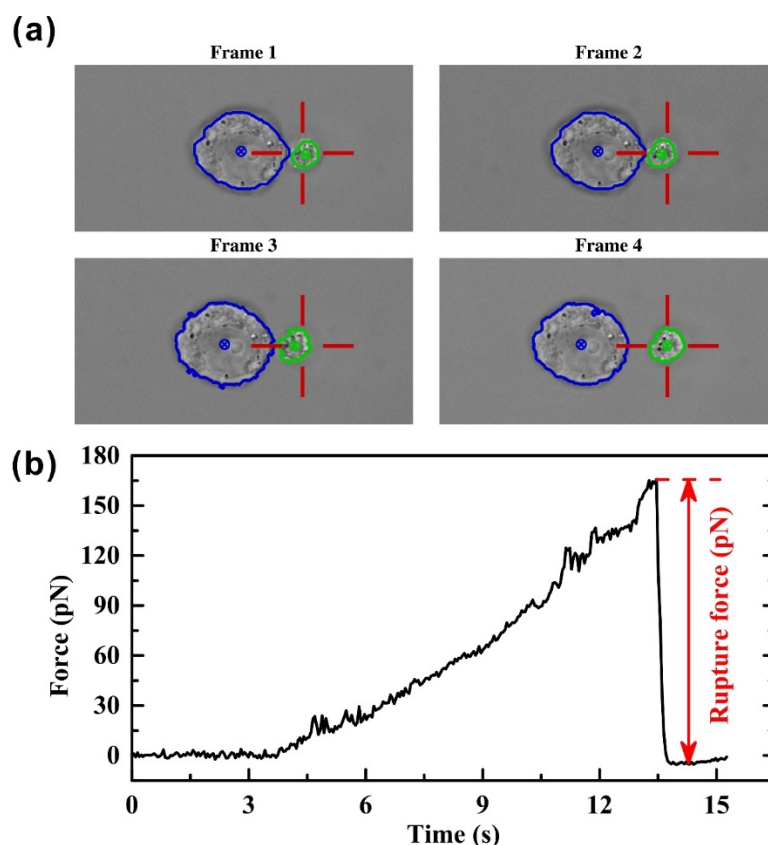 (a)
Frame 1
Frame 2
Frame 3
Frame 4
(b)
180
150
120
90
60
30
0
Force (pN)
Rupture force (pN)
0
3
6
9
12
15
Time (s)